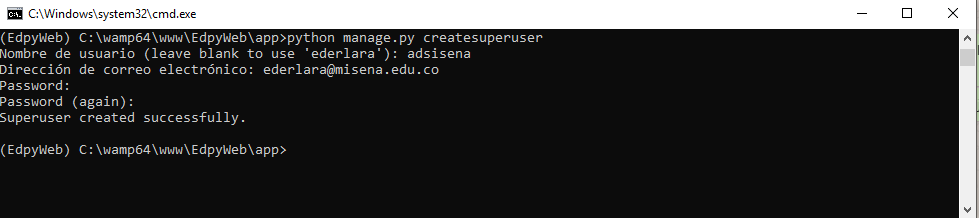 C:\Windows\system32\cmd.exe
(EdpyWeb) C:\wamp64\www\EdpyWeb\app>python manage.py createsuperuser
Nombre de usuario (leave blank to use 'ederlara'): adsisena
Dirección de correo electrónico: ederlara@misena.edu.co
Password:
Password (again):
Superuser created successfully.
(EdpyWeb) C:\wamp64\www\EdpyWeb\app>